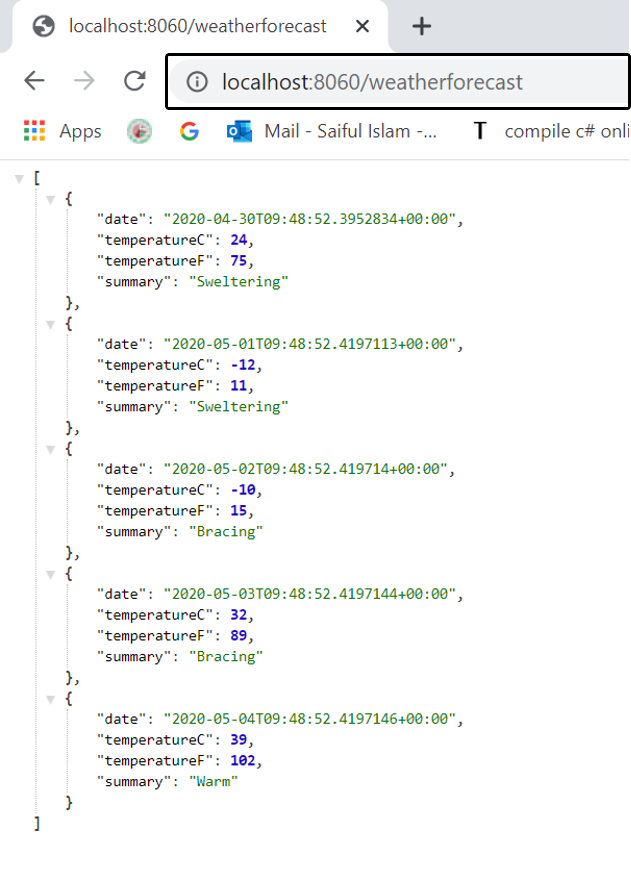 localhost:8060/weatherforecast
localhost:8060/weatherforecast
Apps Mail - Saiful Islam -... T compile c# onli
[
{
"date": "2020-04-30T09:48:52.3952834+00:00",
"temperatureC": 24,
"temperatureF": 75,
"summary": "Sweltering"
},
{
"date": "2020-05-01T09:48:52.4197113+00:00",
"temperatureC": -12,
"temperatureF": 11,
"summary": "Sweltering"
},
{
"date": "2020-05-02T09:48:52.419714+00:00",
"temperatureC": -10,
"temperatureF": 15,
"summary": "Bracing"
},
{
"date": "2020-05-03T09:48:52.4197144+00:00",
"temperatureC": 32,
"temperatureF": 89,
"summary": "Bracing"
},
{
"date": "2020-05-04T09:48:52.4197146+00:00",
"temperatureC": 39,
"temperatureF": 102,
"summary": "Warm"
}
]